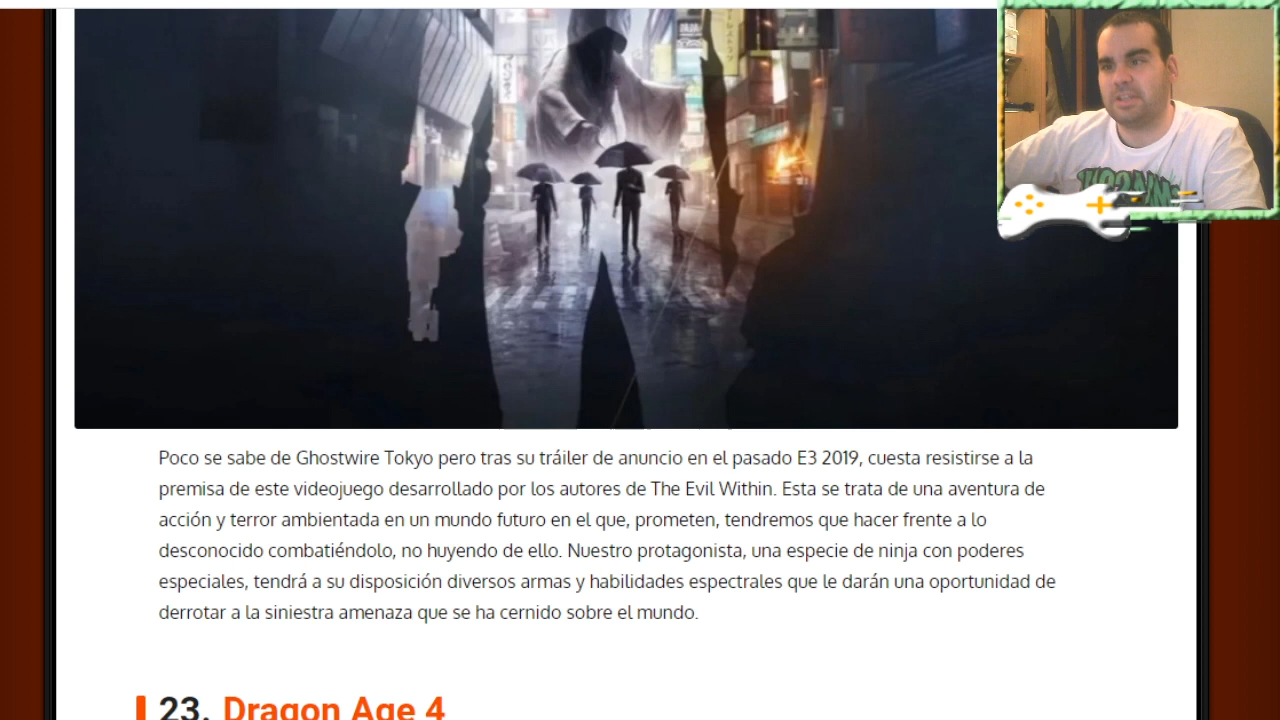 Poco se sabe de Ghostwire Tokyo pero tras su tráiler de anuncio en el pasado E3 2019, cuesta resistirse a la
premisa de este videojuego desarrollado por los autores de The Evil Within. Esta se trata de una aventura de
acción y terror ambientada en un mundo futuro en el que, prometen, tendremos que hacer frente a lo
desconocido combatiéndolo, no huyendo de ello. Nuestro protagonista, una especie de ninja con poderes
especiales, tendrá a su disposición diversos armas y habilidades espectrales que le darán una oportunidad de
derrotar a la siniestra amenaza que se ha cernido sobre el mundo.
23. Dragon Age 4